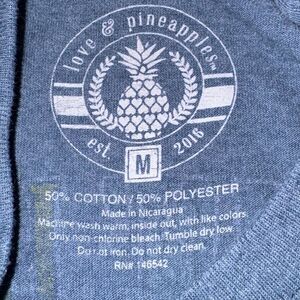 love & pineapples™
est. 2016
M
50% COTTON / 50% POLYESTER
Made in Nicaragua
Machine wash warm, inside out, with like colors.
Only non-chlorine bleach. Tumble dry low.
Do not iron. Do not dry clean.
RN# 146542